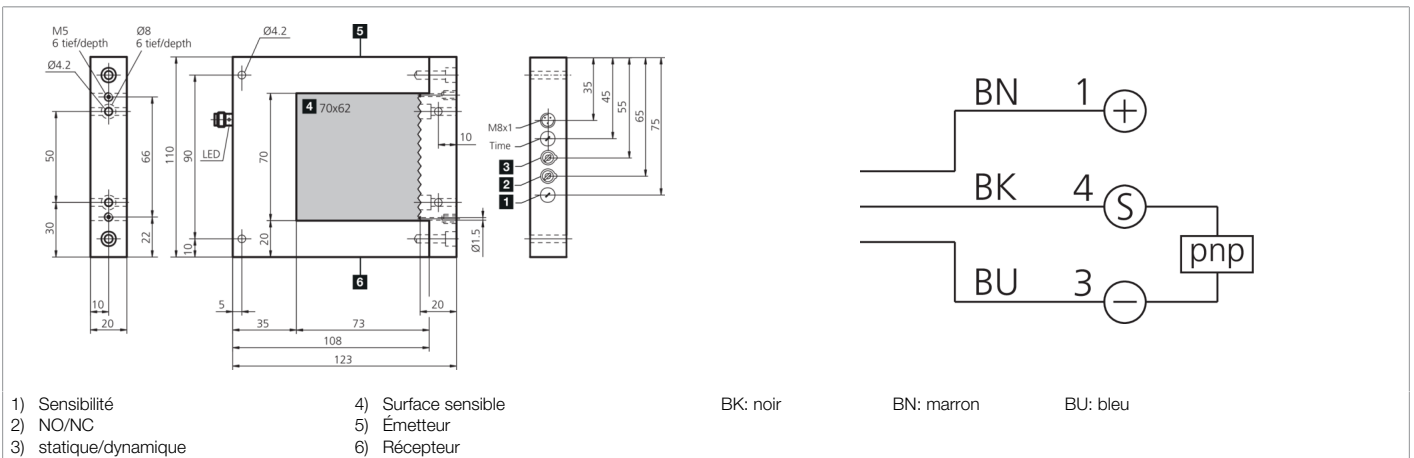 M5
6 tief/depth
Ø8
6 tief/depth
Ø4.2
50
30
66
22
10
20
Ø4.2
5
4 70x62
LED
110
90
70
20
10
10
Ø1.5
6
5
35
73
20
108
123
35
45
55
65
75
M8x1
Time
3
2
1
BN 1 +
BK 4 S
pnp
BU 3 −
1) Sensibilité
2) NO/NC
3) statique/dynamique
4) Surface sensible
5) Émetteur
6) Récepteur
BK: noir BN: marron BU: bleu